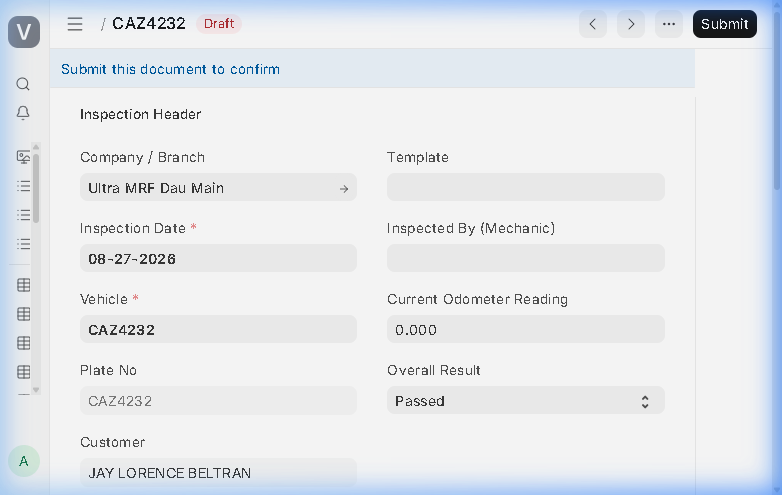 V
/ CAZ4232 Draft
Submit
Submit this document to confirm
Inspection Header
Company / Branch
Ultra MRF Dau Main
Template
Inspection Date *
08-27-2026
Inspected By (Mechanic)
Vehicle *
CAZ4232
Current Odometer Reading
0.000
Plate No
CAZ4232
Overall Result
Passed
Customer
JAY LORENCE BELTRAN
A